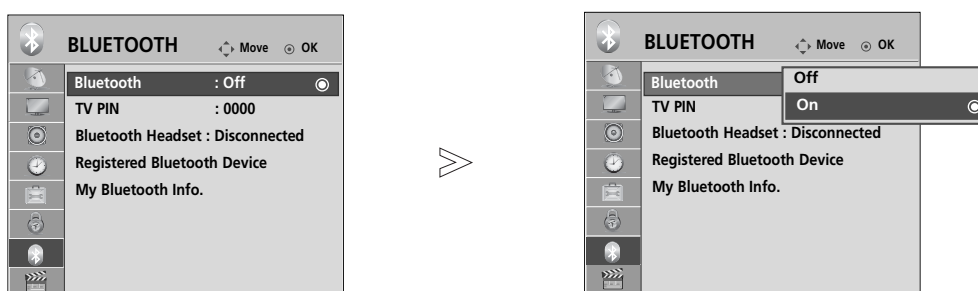 BLUETOOTH Move OK
Bluetooth : Off
TV PIN : 0000
Bluetooth Headset : Disconnected
Registered Bluetooth Device
My Bluetooth Info.
BLUETOOTH Move OK
Bluetooth Off
On
TV PIN
Bluetooth Headset : Disconnected
Registered Bluetooth Device
My Bluetooth Info.